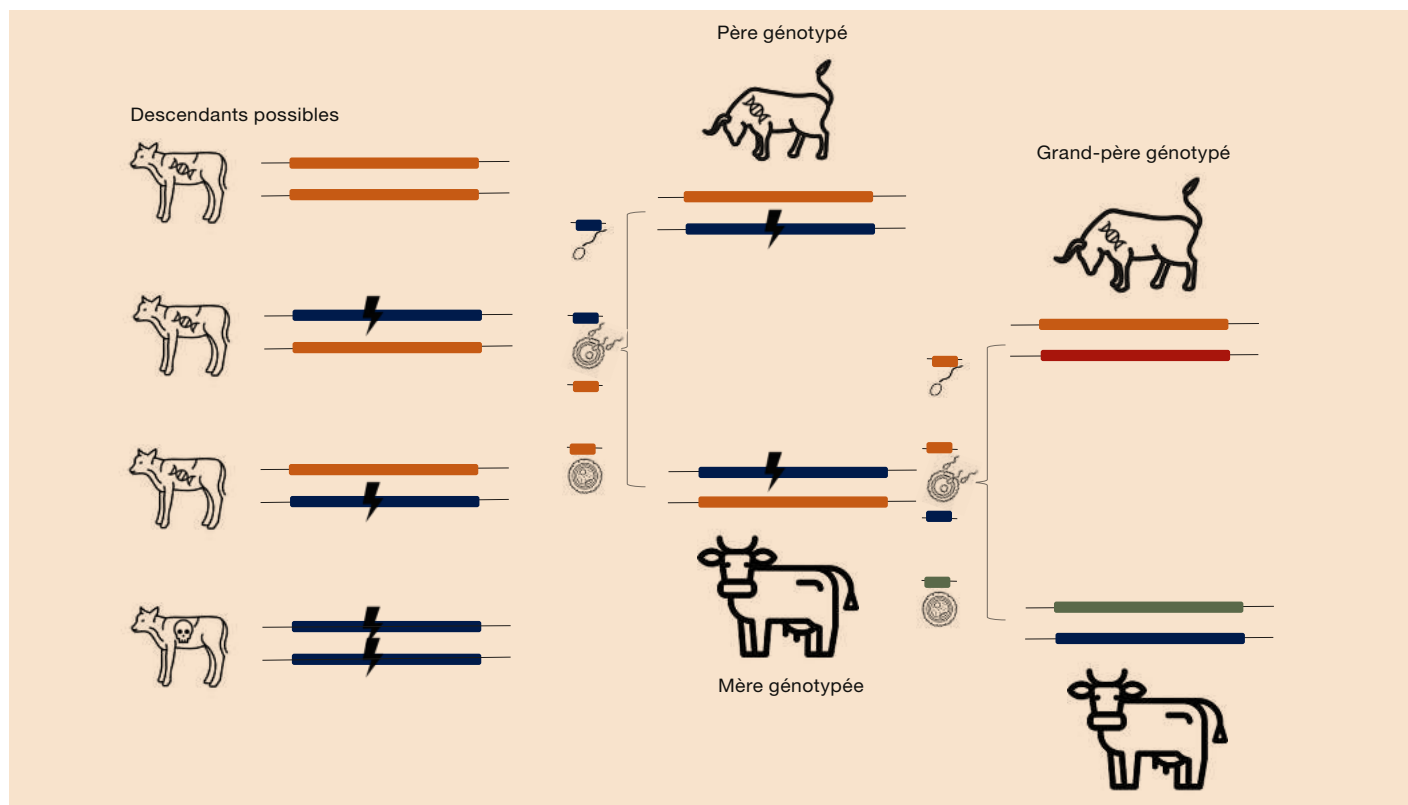 Père génotypé
Descendants possibles
Grand-père génotypé
Mère génotypée